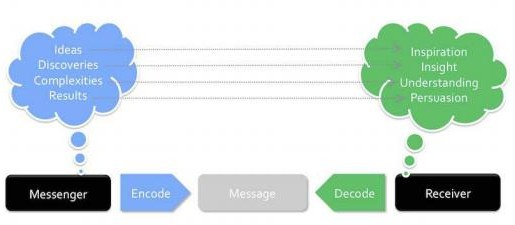 Ideas
Discoveries
Complexities
Results
Inspiration
Insight
Understanding
Persuasion
Messenger
Encode
Message
Decode
Receiver